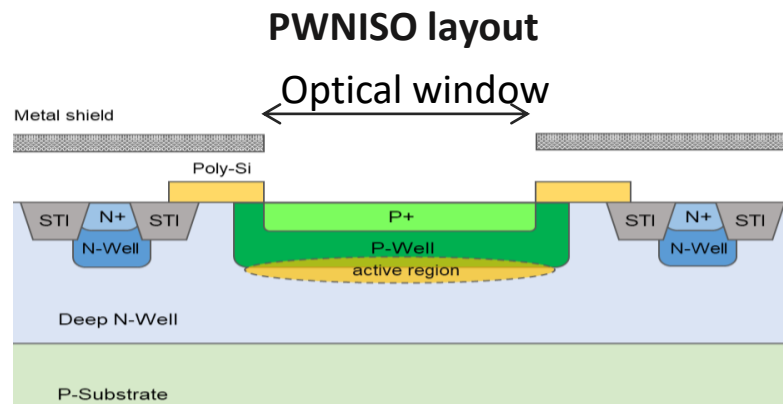 PWNISO layout
Optical window
Metal shield
Poly-Si
STI N+ STI P+ STI N+ STI
N-Well P-Well N-Well
active region
Deep N-Well
P-Substrate